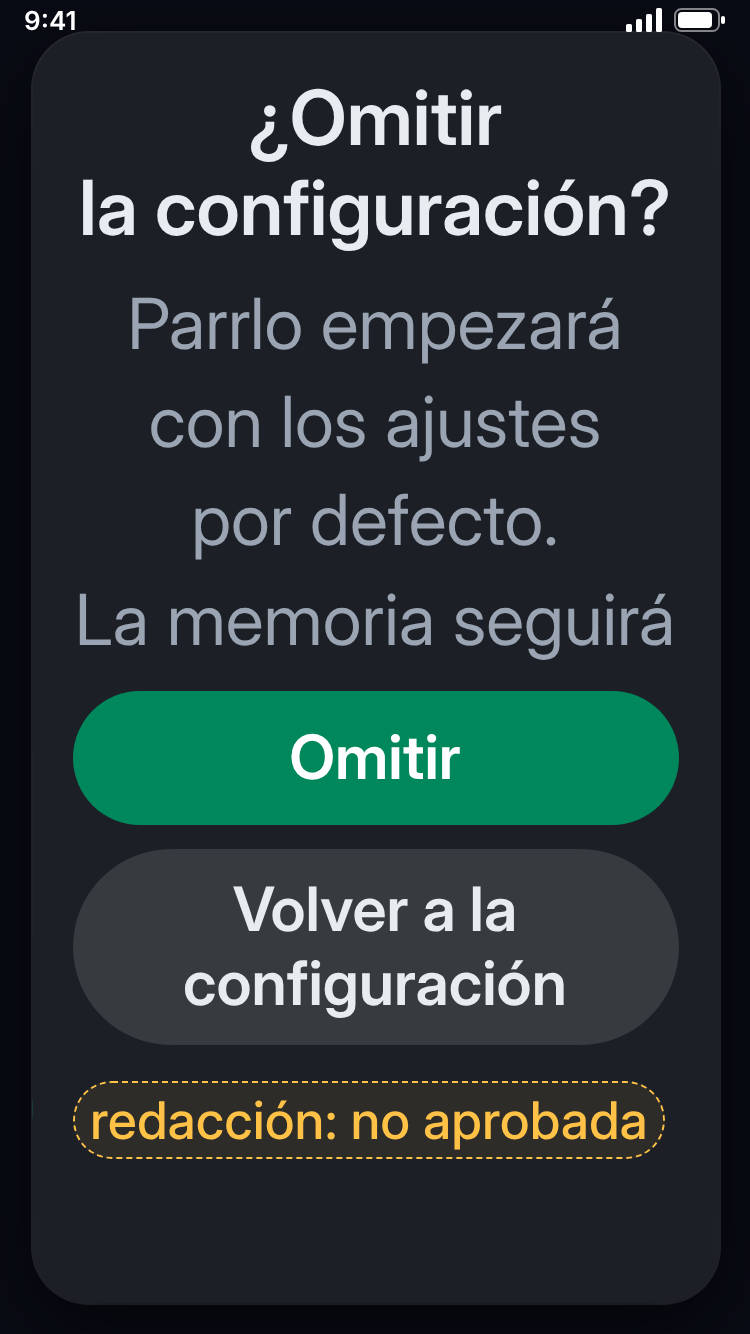 9:41
¿Omitir
la configuración?
Parrlo empezará
con los ajustes
por defecto.
La memoria seguirá
Omitir
Volver a la
configuración
redacción: no aprobada